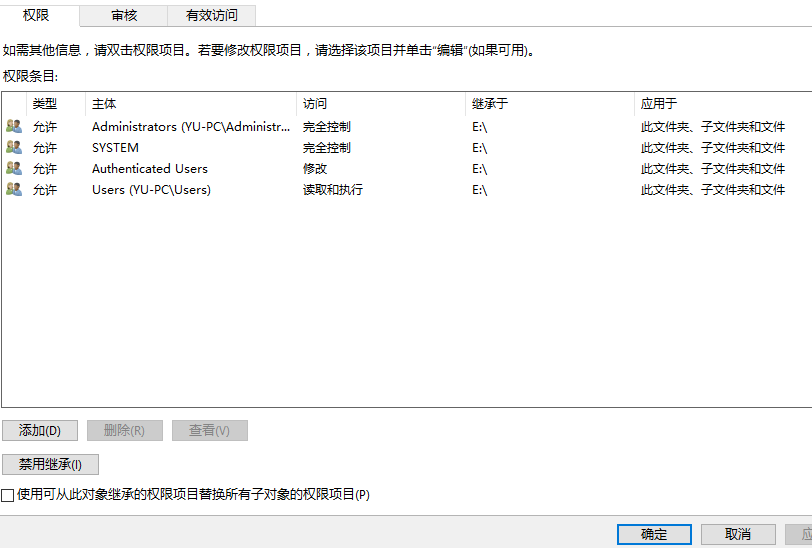 权限 审核 有效访问
如需其他信息，请双击权限项目。若要修改权限项目，请选择该项目并单击"编辑"(如果可用)。
权限条目:
类型 主体 访问 继承于 应用于
允许 Administrators (YU-PC\Administr... 完全控制 E:\ 此文件夹、子文件夹和文件
允许 SYSTEM 完全控制 E:\ 此文件夹、子文件夹和文件
允许 Authenticated Users 修改 E:\ 此文件夹、子文件夹和文件
允许 Users (YU-PC\Users) 读取和执行 E:\ 此文件夹、子文件夹和文件
添加(D) 删除(R) 查看(V)
禁用继承(I)
使用可从此对象继承的权限项目替换所有子对象的权限项目(P)
确定 取消